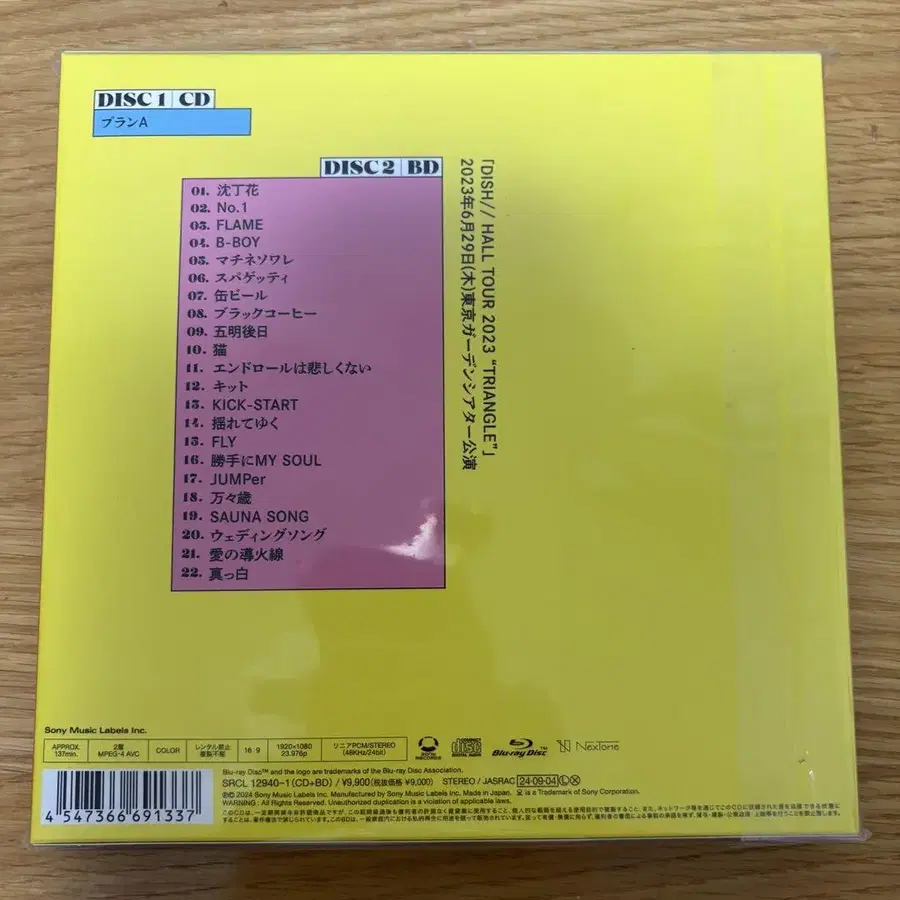 DISC 1 CD
プランA
DISC 2 BD
01. 沈丁花
02. No.1
03. FLAME
04. B-BOY
05. マチネソワレ
06. スパゲッティ
07. 缶ビール
08. ブラックコーヒー
09. 五明後日
10. 猫
11. エンドロールは悲しくない
12. キット
13. KICK-START
14. 揺れてゆく
15. FLY
16. 勝手にMY SOUL
17. JUMPer
18. 万々歳
19. SAUNA SONG
20. ウェディングソング
21. 愛の導火線
22. 真っ白
「DISH// HALL TOUR 2023 “TRIANGLE”」
2023年6月29日(木)東京ガーデンシアター公演
Sony Music Labels Inc.
APPROX. 137min.
2層 MPEG-4 AVC
COLOR
レンタル禁止 複製不能
16:9
1920×1080 23.976p
リニアPCM/STEREO (48KHz/24bit)
SONY RECORDS
COMPACT disc DIGITAL AUDIO
Blu-ray Disc™
NexTone
Blu-ray Disc™ and the logo are trademarks of the Blu-ray Disc Association.
SRCL 12940-1 (CD+BD) / ¥9,900(税抜価格 ¥9,000) STEREO / JASRAC 24·09·04 Ⓛ Ⓧ
℗© 2024 Sony Music Labels Inc. Manufactured by Sony Music Labels Inc. Made in Japan. is a Trademark of Sony Corporation.
WARNING : All Rights Reserved. Unauthorized duplication is a violation of applicable laws.
4 547366 691337